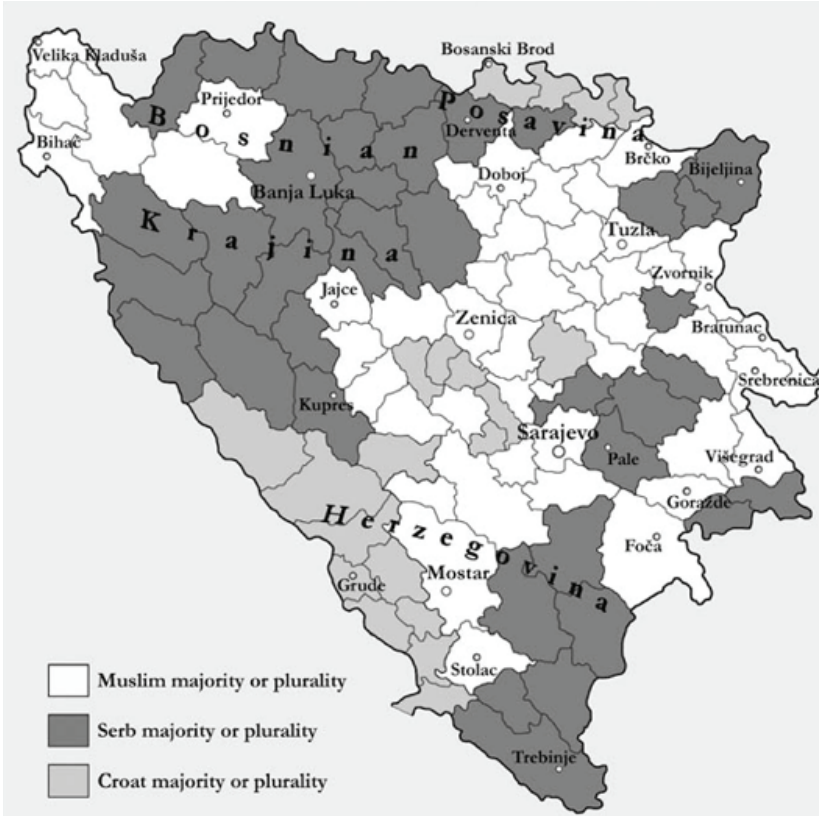 Velika Kladuša
Bosanski Brod
Prijedor
Bosnian
Posavina
Derventa
Bihać
Brčko
Bijeljina
Doboj
Banja Luka
Krajina
Tuzla
Zvornik
Jajce
Zenica
Bratunac
Srebrenica
Kupres
Sarajevo
Pale
Višegrad
Goražde
Herzegovina
Foča
Mostar
Grude
Stolac
Trebinje
Muslim majority or plurality
Serb majority or plurality
Croat majority or plurality